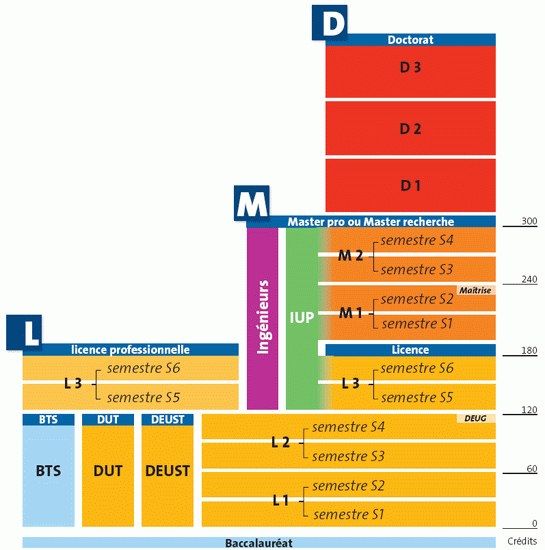 D
Doctorat
D 3
D 2
D 1
M
Master pro ou Master recherche
300
Ingénieurs
IUP
M 2
semestre S4
semestre S3
240
Maîtrise
M 1
semestre S2
semestre S1
L
licence professionnelle
Licence
180
L 3
semestre S6
semestre S5
L 3
semestre S6
semestre S5
120
BTS
DUT
DEUST
DEUG
BTS
DUT
DEUST
L 2
semestre S4
semestre S3
60
L 1
semestre S2
semestre S1
0
Baccalauréat
Crédits